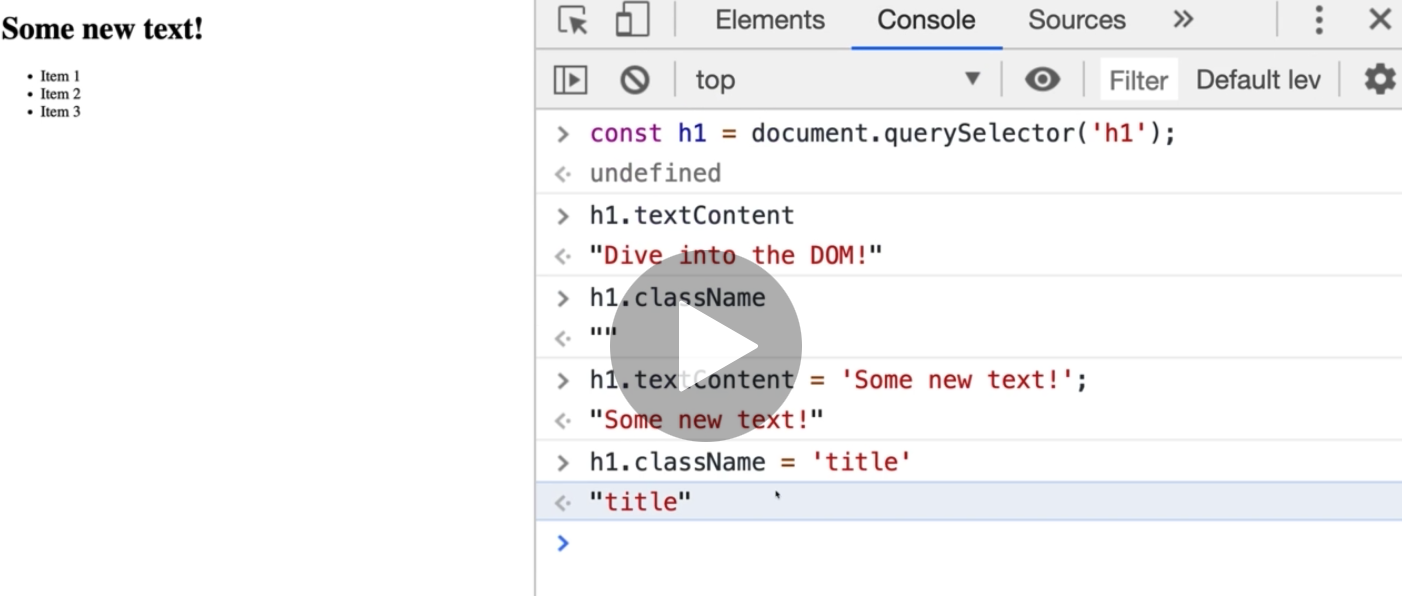 Some new text!
• Item 1
• Item 2
• Item 3
Elements Console Sources »
top Filter Default lev
> const h1 = document.querySelector('h1');
undefined
> h1.textContent
"Dive into the DOM!"
> h1.className
""
> h1.textContent = 'Some new text!';
"Some new text!"
> h1.className = 'title'
"title"
>